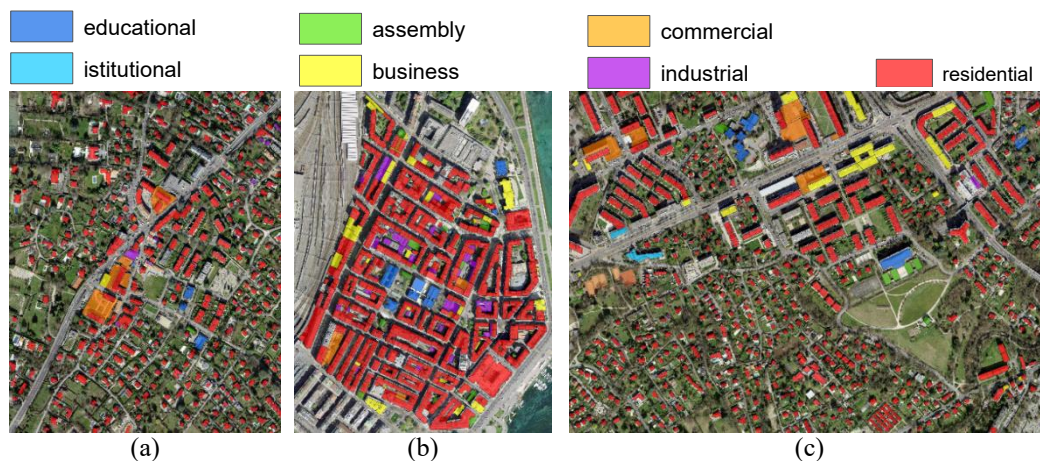 educational
assembly
commercial
istitutional
business
industrial
residential
(a)
(b)
(c)